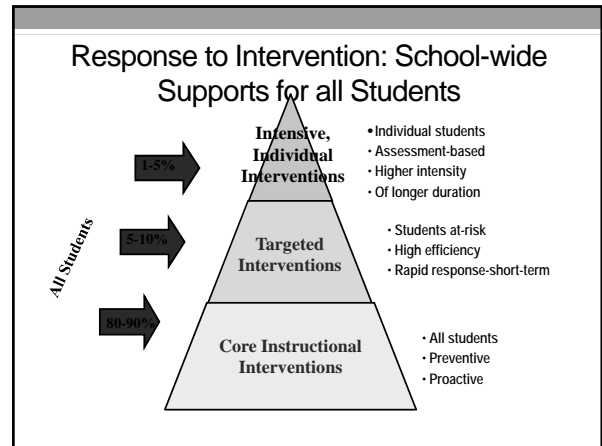 Response to Intervention: School-wide
Supports for all Students
Intensive,
Individual
Interventions
•Individual students
• Assessment-based
• Higher intensity
• Of longer duration
1-5%
Targeted
Interventions
• Students at-risk
• High efficiency
• Rapid response-short-term
5-10%
All Students
80-90%
Core Instructional
Interventions
• All students
• Preventive
• Proactive